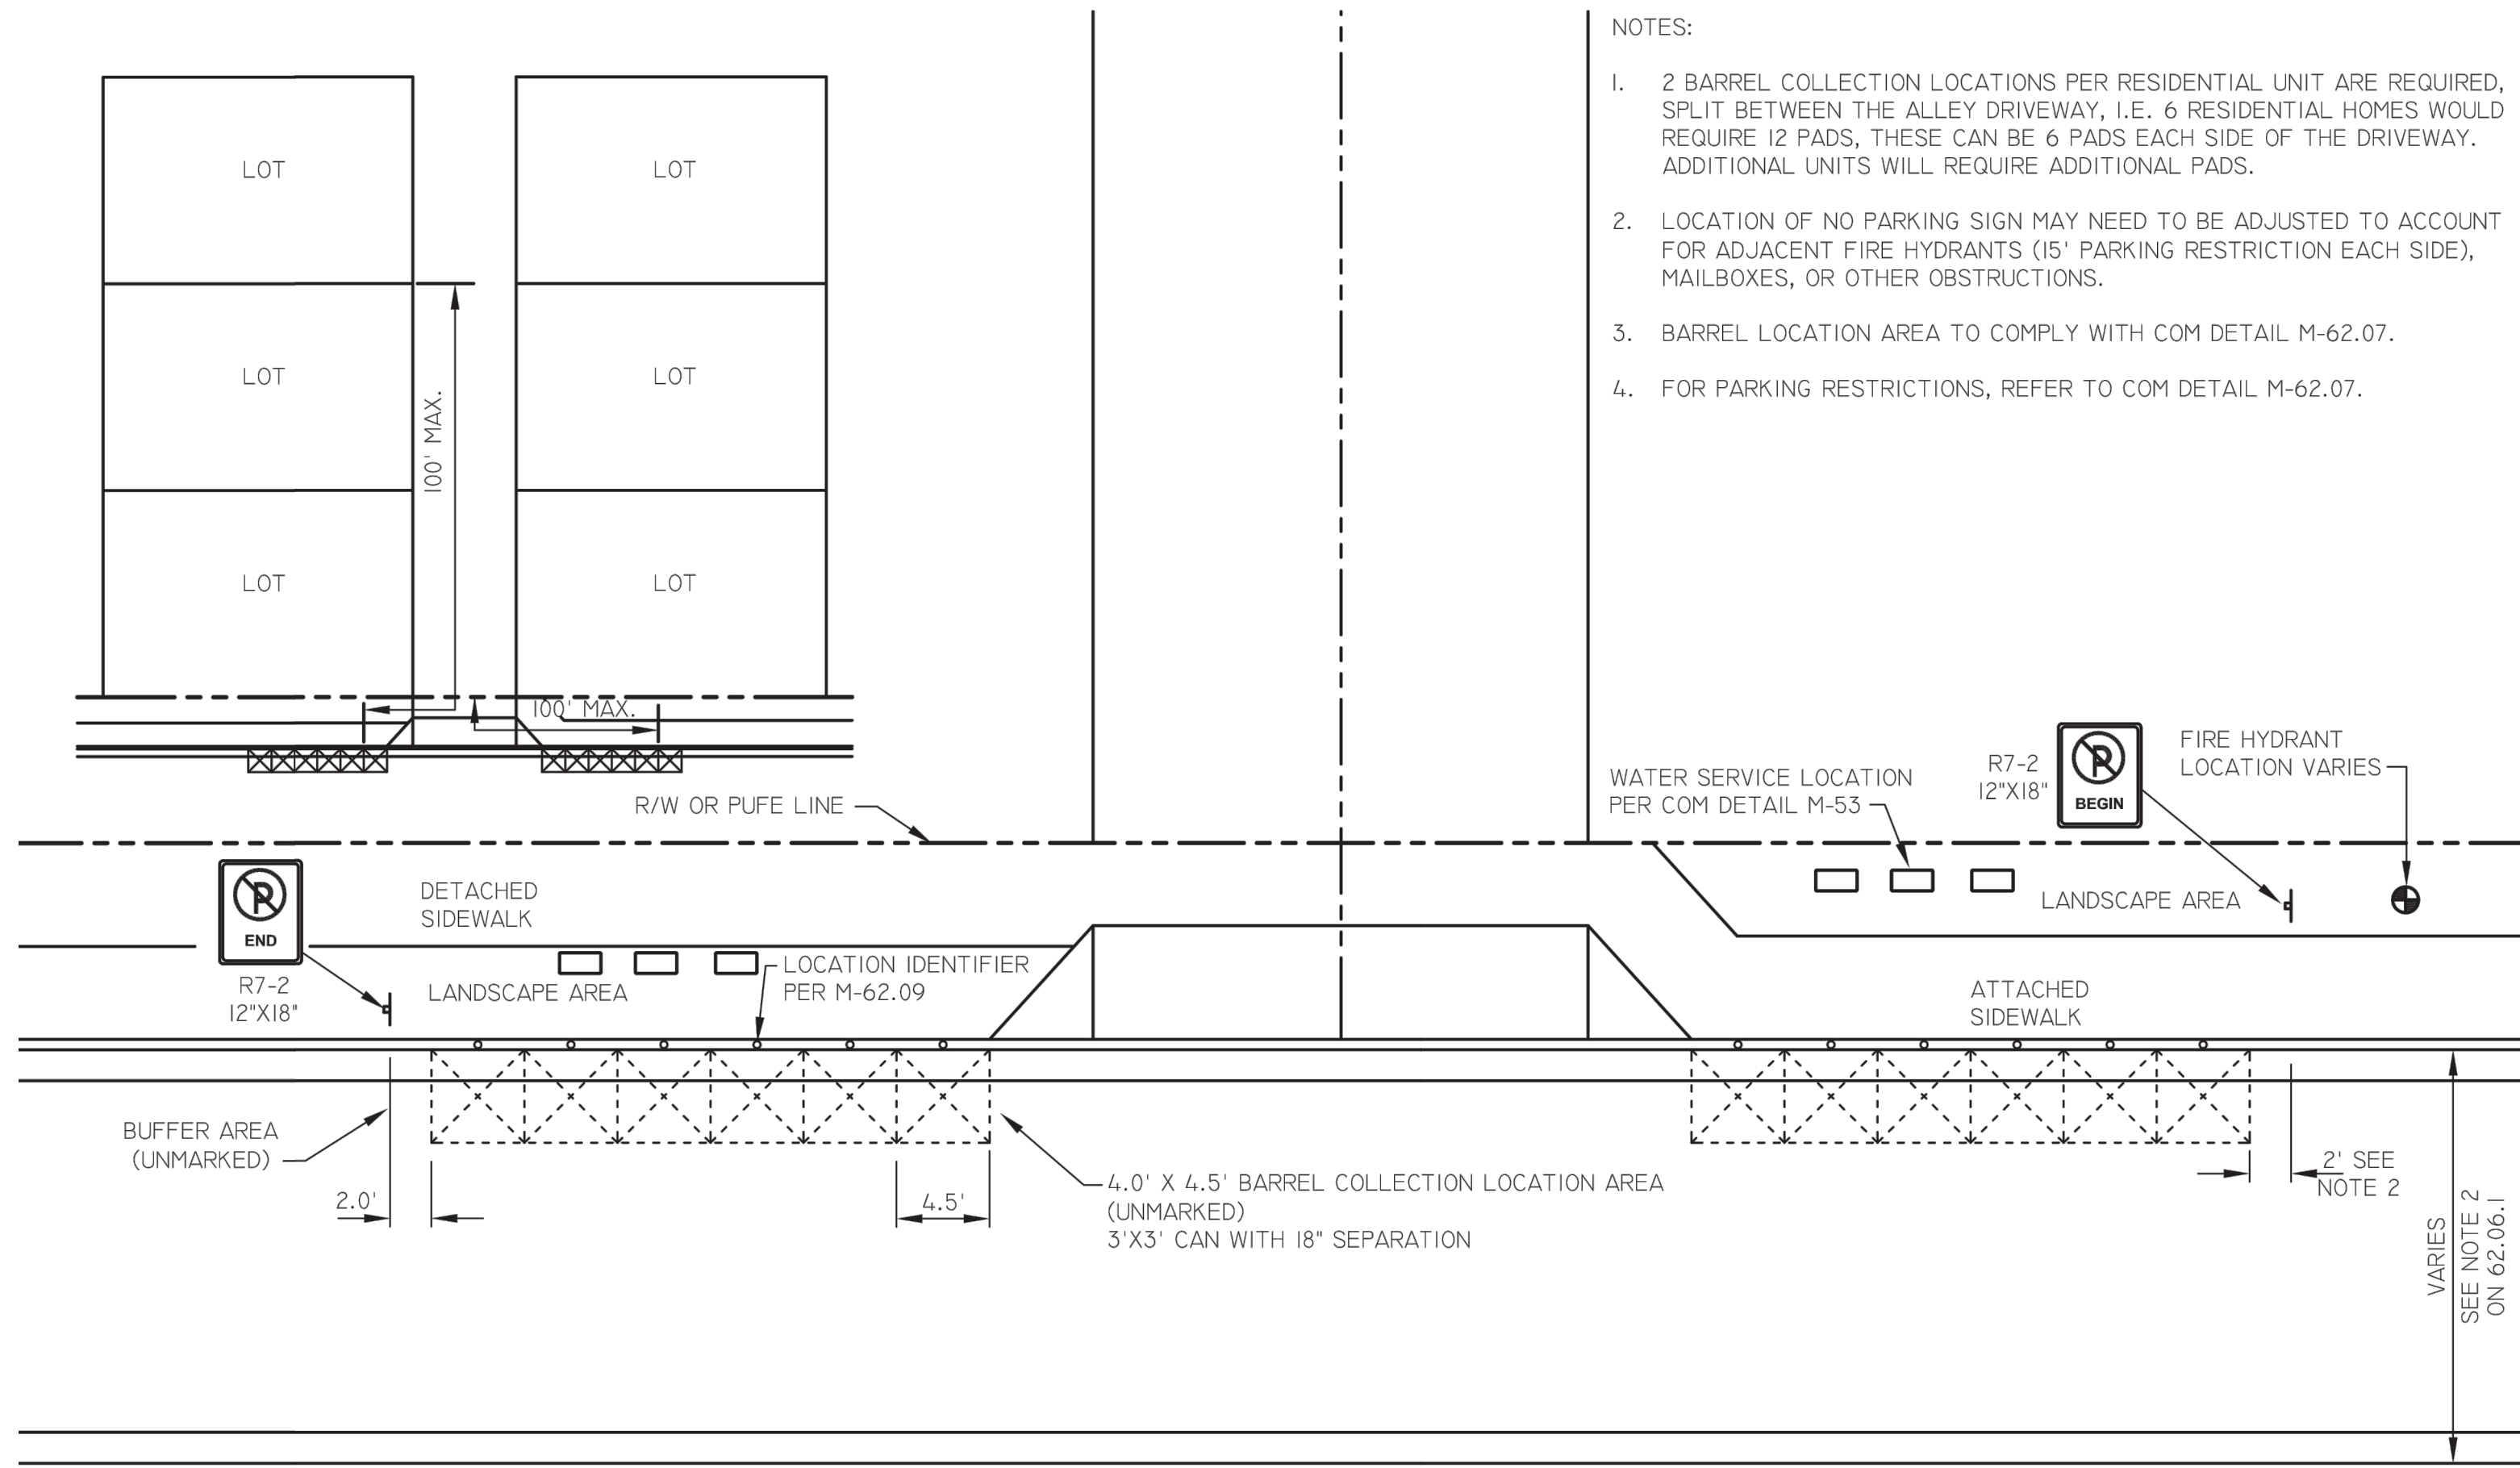 NOTES:
1. 2 BARREL COLLECTION LOCATIONS PER RESIDENTIAL UNIT ARE REQUIRED,
SPLIT BETWEEN THE ALLEY DRIVEWAY, I.E. 6 RESIDENTIAL HOMES WOULD
REQUIRE 12 PADS, THESE CAN BE 6 PADS EACH SIDE OF THE DRIVEWAY.
ADDITIONAL UNITS WILL REQUIRE ADDITIONAL PADS.
2. LOCATION OF NO PARKING SIGN MAY NEED TO BE ADJUSTED TO ACCOUNT
FOR ADJACENT FIRE HYDRANTS (15' PARKING RESTRICTION EACH SIDE),
MAILBOXES, OR OTHER OBSTRUCTIONS.
3. BARREL LOCATION AREA TO COMPLY WITH COM DETAIL M-62.07.
4. FOR PARKING RESTRICTIONS, REFER TO COM DETAIL M-62.07.
LOT
LOT
LOT
LOT
LOT
LOT
100' MAX.
100' MAX.
R/W OR PUFE LINE
WATER SERVICE LOCATION
PER COM DETAIL M-53
R7-2
12"X18"
P
BEGIN
FIRE HYDRANT
LOCATION VARIES
P
END
R7-2
12"X18"
DETACHED
SIDEWALK
LANDSCAPE AREA
LOCATION IDENTIFIER
PER M-62.09
LANDSCAPE AREA
ATTACHED
SIDEWALK
BUFFER AREA
(UNMARKED)
2.0'
4.5'
4.0' X 4.5' BARREL COLLECTION LOCATION AREA
(UNMARKED)
3'X3' CAN WITH 18" SEPARATION
2' SEE
NOTE 2
VARIES
SEE NOTE 2
ON 62.06.1